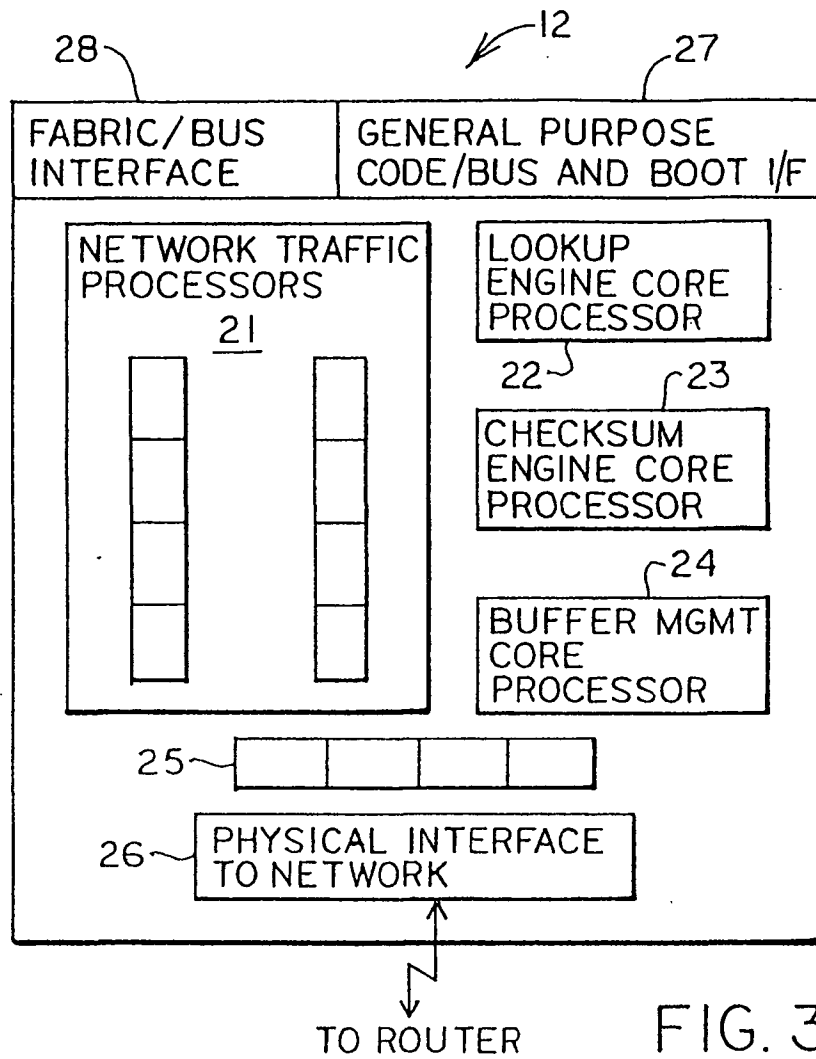 12
28
27
FABRIC/BUS
INTERFACE
GENERAL PURPOSE
CODE/BUS AND BOOT I/F
NETWORK TRAFFIC
PROCESSORS
21
LOOKUP
ENGINE CORE
PROCESSOR
22
23
CHECKSUM
ENGINE CORE
PROCESSOR
24
BUFFER MGMT
CORE
PROCESSOR
25
26
PHYSICAL INTERFACE
TO NETWORK
TO ROUTER
FIG. 3